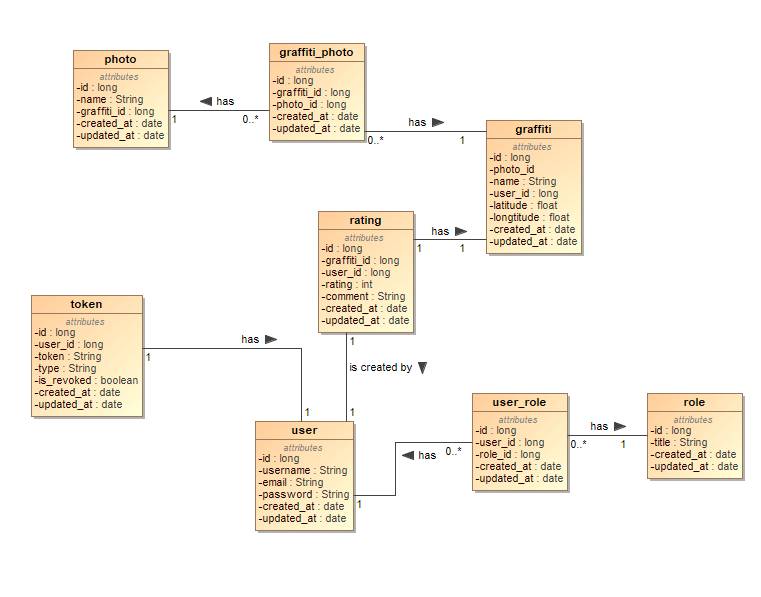 photo
attributes
-id : long
-name : String
-graffiti_id : long
-created_at : date
-updated_at : date
has
1
0..*
graffiti_photo
attributes
-id : long
-graffiti_id : long
-photo_id : long
-created_at : date
-updated_at : date
has
0..*
1
graffiti
attributes
-id : long
-photo_id
-name : String
-user_id : long
-latitude : float
-longtitude : float
-created_at : date
-updated_at : date
rating
attributes
-id : long
-graffiti_id : long
-user_id : long
-rating : int
-comment : String
-created_at : date
-updated_at : date
has
1
1
token
attributes
-id : long
-user_id : long
-token : String
-type : String
-is_revoked : boolean
-created_at : date
-updated_at : date
has
1
1
1
is created by
1
user
attributes
-id : long
-username : String
-email : String
-password : String
-created_at : date
-updated_at : date
has
0..*
1
user_role
attributes
-id : long
-user_id : long
-role_id : long
-created_at : date
-updated_at : date
has
0..*
1
role
attributes
-id : long
-title : String
-created_at : date
-updated_at : date